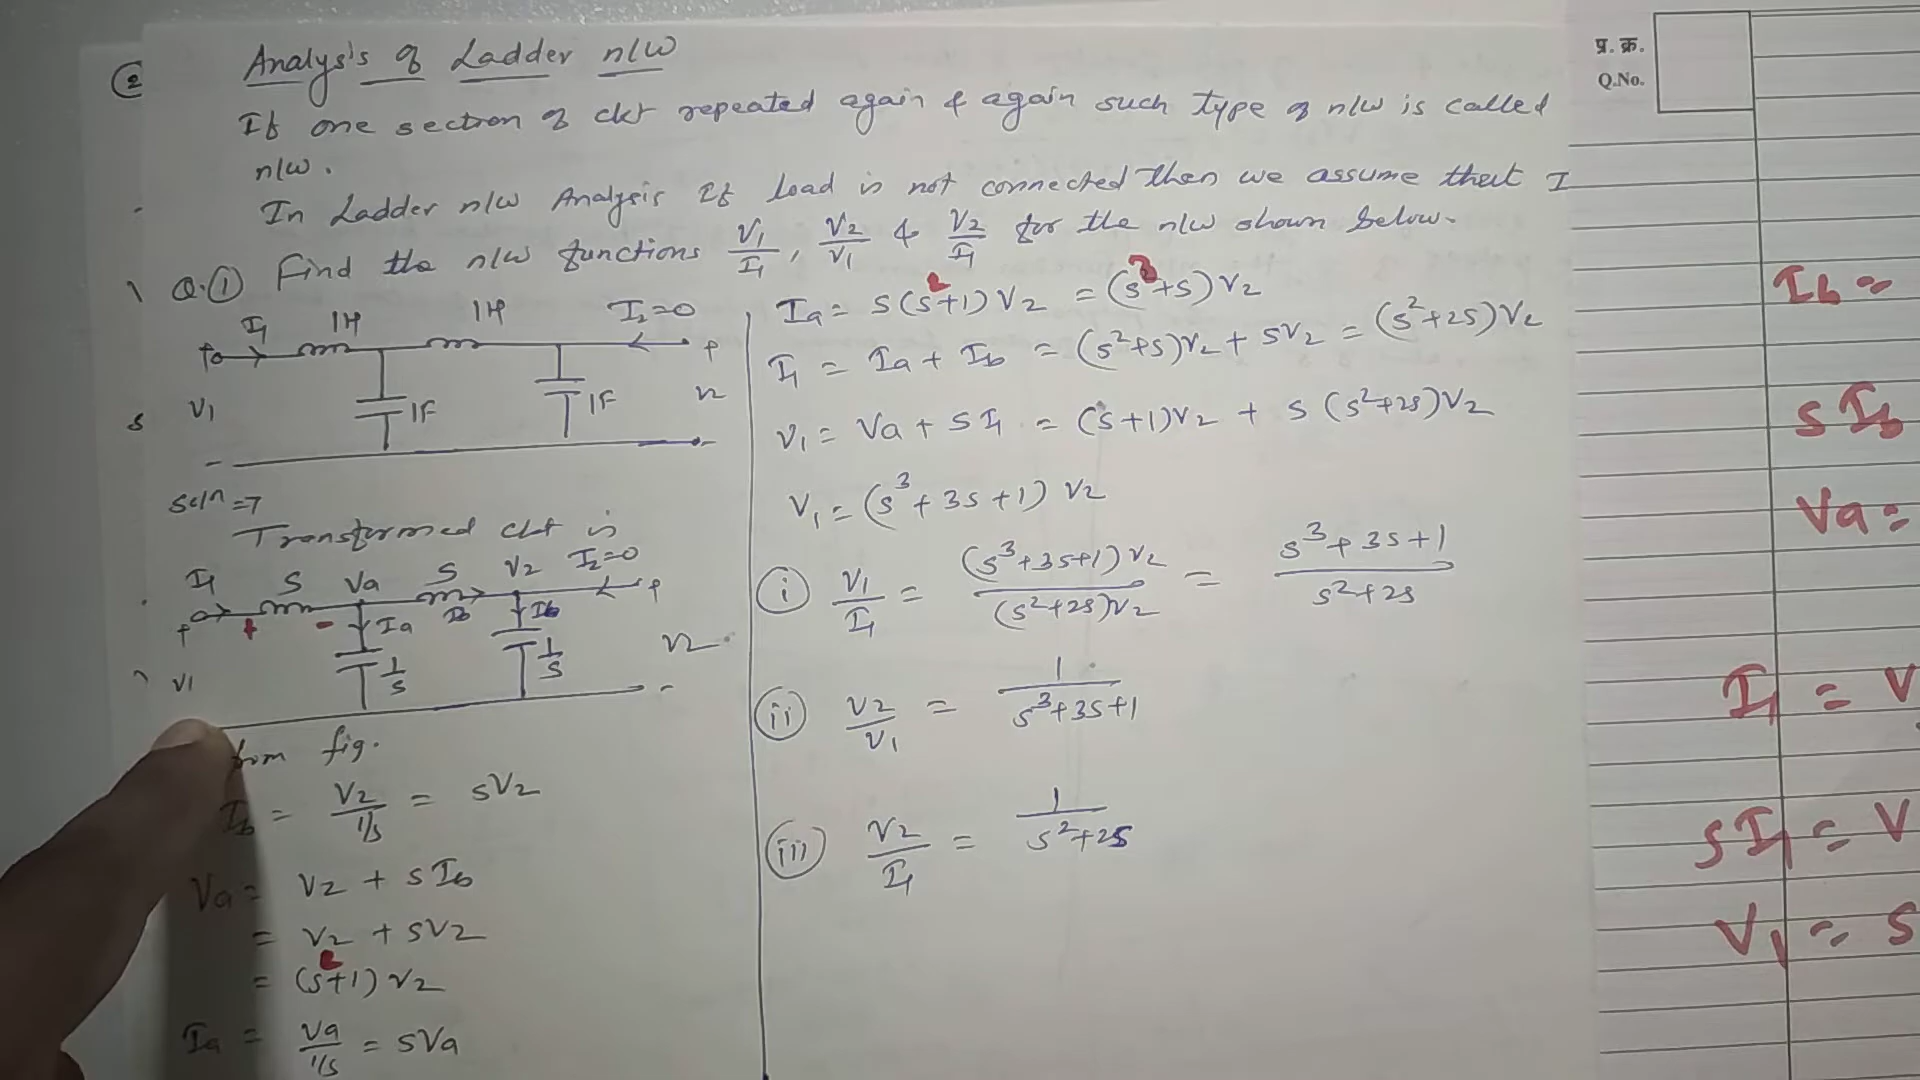 ② Analysis of Ladder n/w
If one section of ckt repeated again & again such type of n/w is called
n/w.
In Ladder n/w Analysis If load is not connected then we assume that I
Q.① Find the n/w functions V1/I1, V2/V1 & V2/I1 for the n/w shown below.
I1 1H 1H I2=0
+
+
V1 1F 1F V2
-
-
Sol^n =>
Transformed ckt is
I1 S Va S V2 I2=0
+ + - Ia Ib Ib +
V1 1/s 1/s V2
-
from fig.
Ib = V2/1/s = sV2
Va = V2 + sIb
= V2 + sV2
= (s²+1) V2
Ia = Va/1/s = sVa
Ia = s(s²+1)V2 = (s³+s)V2
I1 = Ia + Ib = (s²+s)V2 + sV2 = (s²+2s)V2
V1 = Va + sI1 = (s+1)V2 + s(s²+2s)V2
V1 = (s³+3s+1) V2
(i) V1/I1 = (s³+3s+1)V2/(s²+2s)V2 = s³+3s+1/s²+2s
(ii) V2/V1 = 1/s³+3s+1
(iii) V2/I1 = 1/s²+2s
प्र. क्र.
Q.No.
Ib =
sIb
Va =
I1 = V
sI1 = V
V1 = s